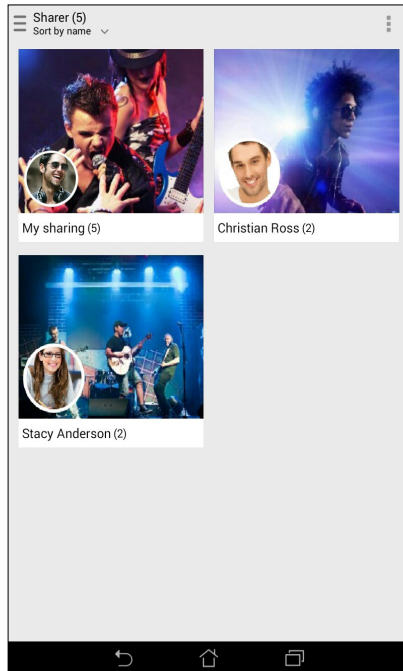 Sharer (5)
Sort by name
My sharing (5)
Christian Ross (2)
Stacy Anderson (2)